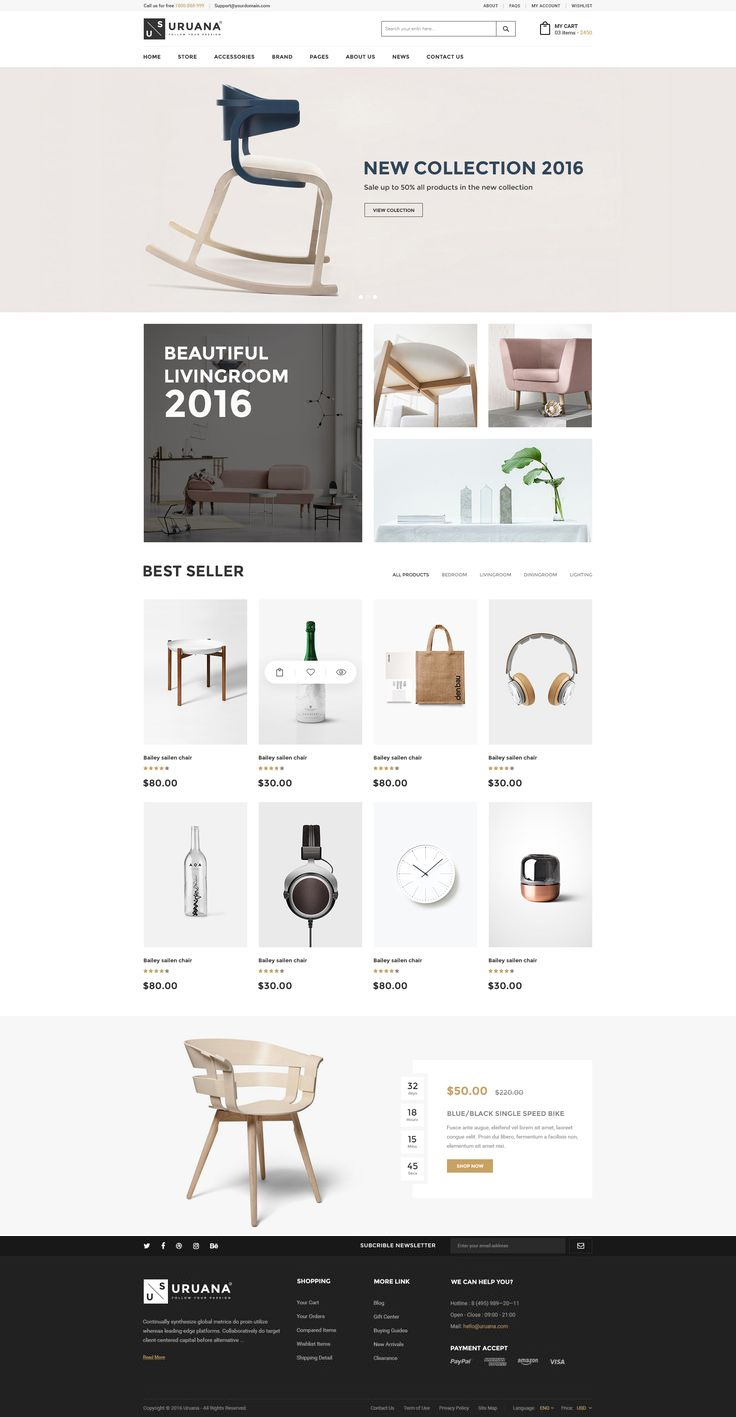 Call us for free 1800-888-999 Support@yourdomain.com ABOUT FAQS MY ACCOUNT WISHLIST
US URUANA
FOLLOW YOUR PASSION
Search your entry here...
MY CART
03 items - $450
HOME STORE ACCESSORIES BRAND PAGES ABOUT US NEWS CONTACT US
NEW COLLECTION 2016
Sale up to 50% all products in the new collection
VIEW COLECTION
BEAUTIFUL
LIVINGROOM
2016
BEST SELLER
ALL PRODUCTS BEDROOM LIVINGROOM DININGROOM LIGHTING
denbau
Bailey sailen chair Bailey sailen chair Bailey sailen chair Bailey sailen chair
$80.00 $30.00 $80.00 $30.00
Bailey sailen chair Bailey sailen chair Bailey sailen chair Bailey sailen chair
$80.00 $30.00 $80.00 $30.00
32
days
18
Hours
15
Mins
45
Secs
$50.00 $220.00
BLUE/BLACK SINGLE SPEED BIKE
Fusce ante augue, eleifend vel lorem sit amet, laoreet
congue velit. Proin dui libero, fermentum a facilisis non,
elementum sit amet nisi.
SHOP NOW
Bē
SUBCRIBLE NEWSLETTER
Enter your email address
US URUANA
FOLLOW YOUR PASSION
Continually synthesize global metrics do proin utilize
whereas leading-edge platforms. Collaboratively do target
client centered capital before alternative ...
Read More
SHOPPING
Your Cart
Your Orders
Compared Items
Wishlist Items
Shipping Detail
MORE LINK
Blog
Gift Center
Buying Guides
New Arrivals
Clearance
WE CAN HELP YOU?
Hotline : 8 (495) 989–20–11
Open - Close : 09:00 - 21:00
Mail: hello@uruana.com
PAYMENT ACCEPT
PayPal AMERICAN EXPRESS amazon VISA
Copyright © 2016 Uruana - All Rights Reserved.
Contact Us Term of Use Privacy Policy Site Map Language: ENG Price: USD